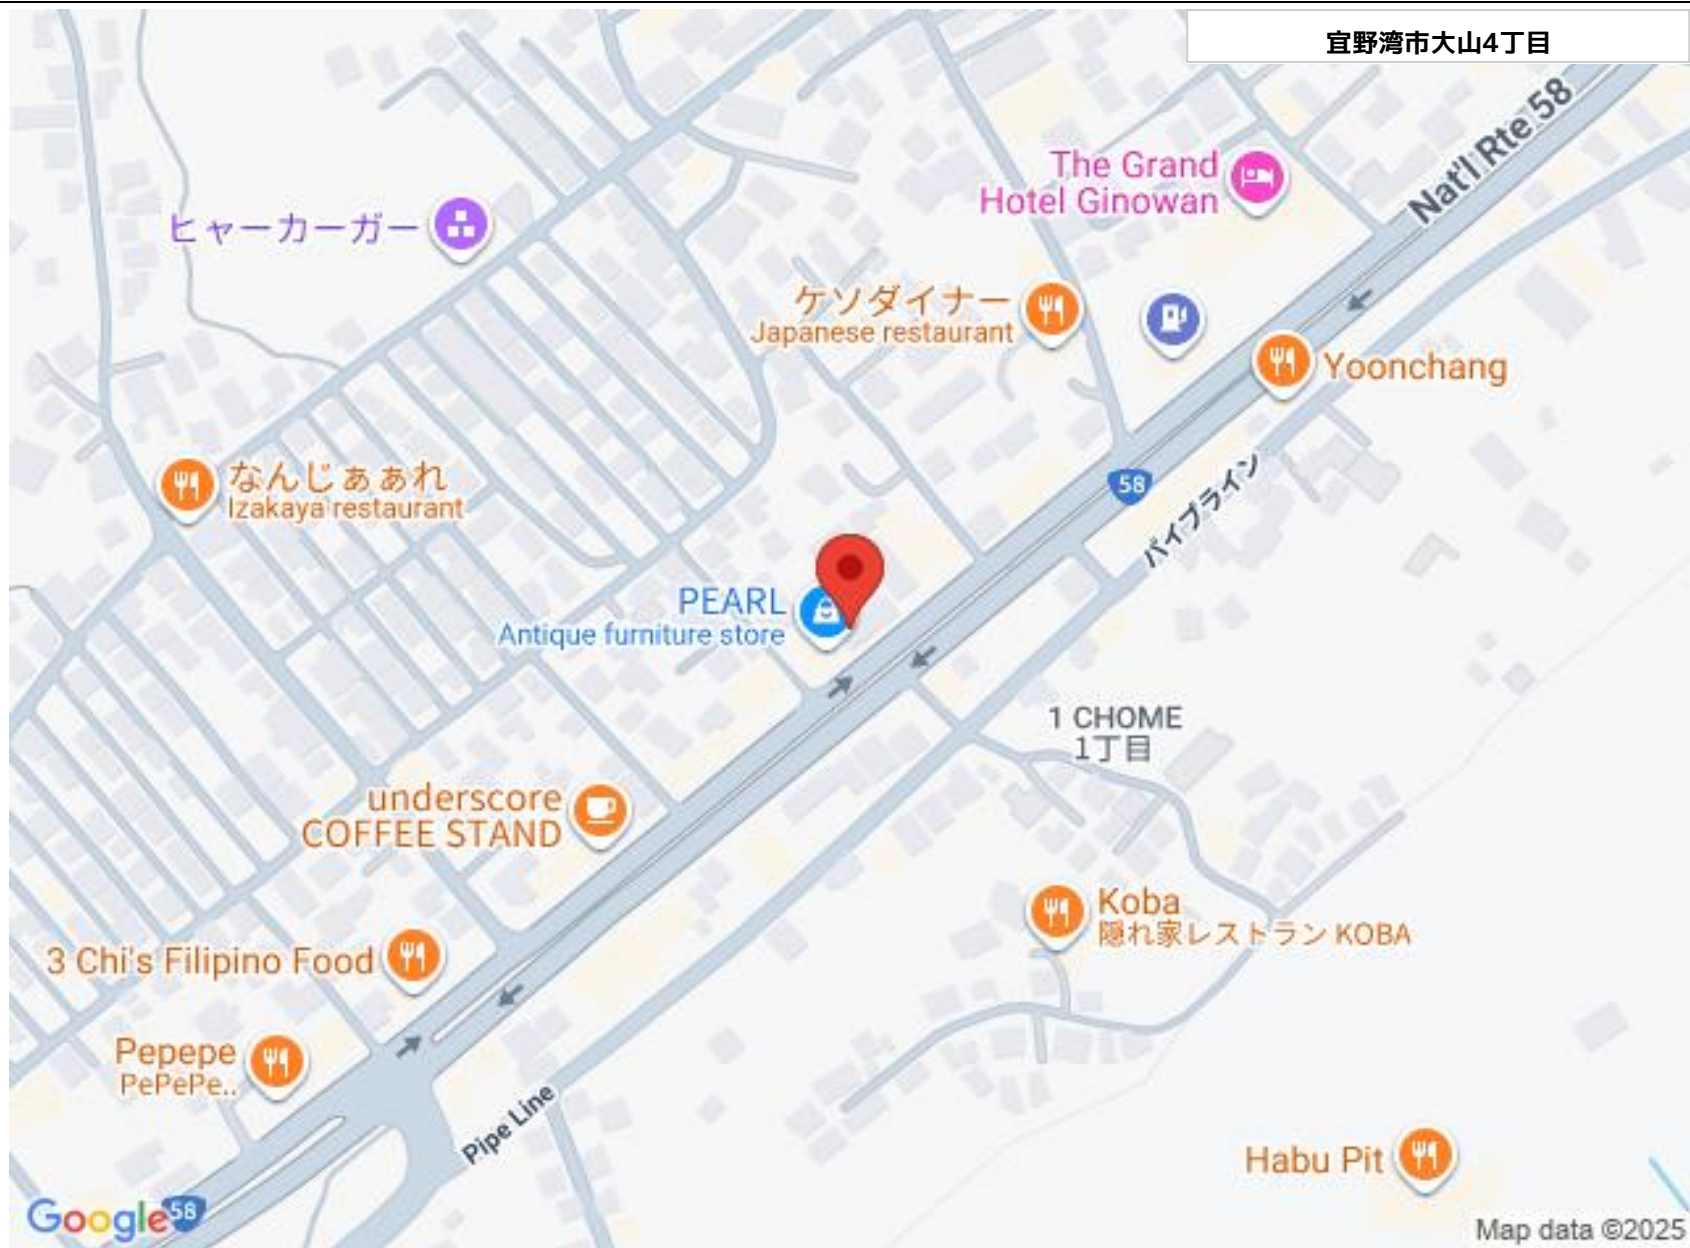 宜野湾市大山4丁目
Nat'l Rte 58
The Grand
Hotel Ginowan
ヒャーカーガー
ケソダイナー
Japanese restaurant
Yoonchang
なんじぁぁれ
Izakaya restaurant
58
パイプライン
PEARL
Antique furniture store
1 CHOME
1丁目
underscore
COFFEE STAND
Koba
隠れ家レストラン KOBA
3 Chi's Filipino Food
Pepepe
PePePe..
Pipe Line
Habu Pit
Google
58
Map data ©2025